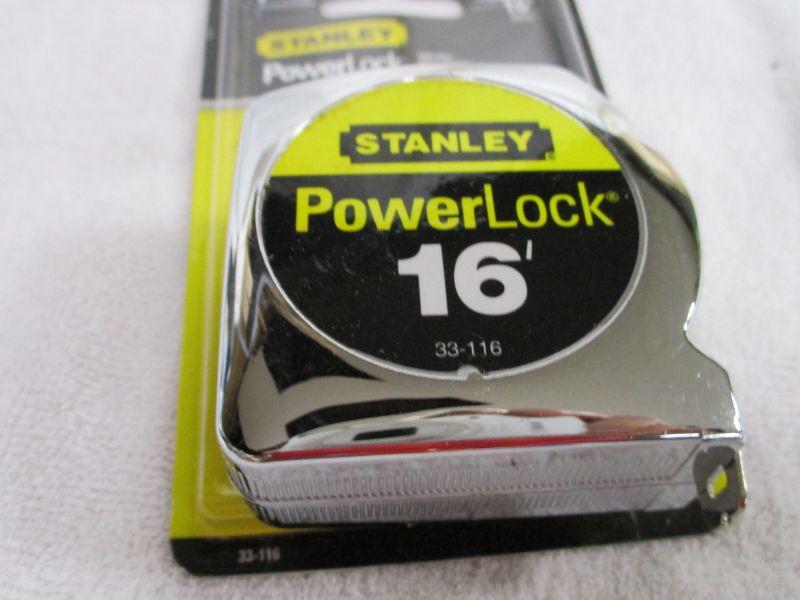 STANLEY
PowerLock
STANLEY
PowerLock®
16'
33-116
33-116